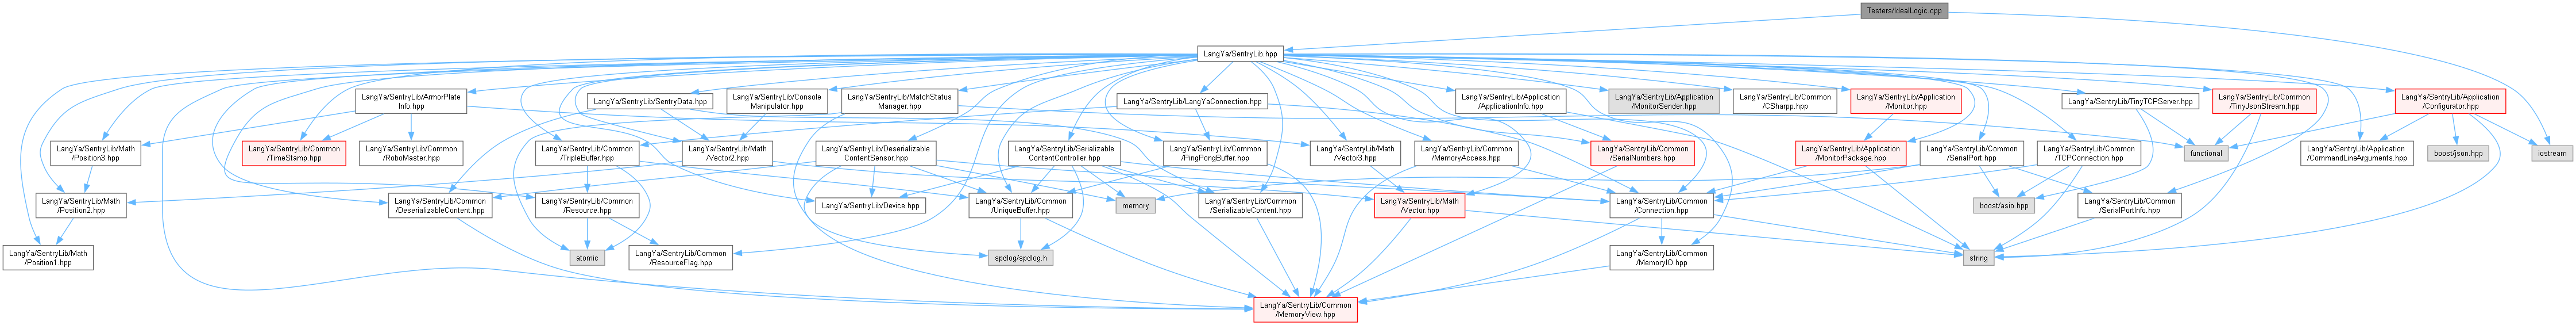 Testers/IdealLogic.cpp
LangYa/SentryLib.hpp
LangYa/SentryLib/ArmorPlate
Info.hpp
LangYa/SentryLib/SentryData.hpp
LangYa/SentryLib/Console
Manipulator.hpp
LangYa/SentryLib/MatchStatus
Manager.hpp
LangYa/SentryLib/LangYaConnection.hpp
LangYa/SentryLib/Application
/ApplicationInfo.hpp
LangYa/SentryLib/Application
/MonitorSender.hpp
LangYa/SentryLib/Common
/CSharpp.hpp
LangYa/SentryLib/Application
/Monitor.hpp
LangYa/SentryLib/TinyTCPServer.hpp
LangYa/SentryLib/Common
/TinyJsonStream.hpp
LangYa/SentryLib/Application
/Configurator.hpp
LangYa/SentryLib/Math
/Position3.hpp
LangYa/SentryLib/Common
/TimeStamp.hpp
LangYa/SentryLib/Common
/RoboMaster.hpp
LangYa/SentryLib/Common
/TripleBuffer.hpp
LangYa/SentryLib/Math
/Vector2.hpp
LangYa/SentryLib/Deserializable
ContentSensor.hpp
LangYa/SentryLib/Serializable
ContentController.hpp
LangYa/SentryLib/Common
/PingPongBuffer.hpp
LangYa/SentryLib/Math
/Vector3.hpp
LangYa/SentryLib/Common
/MemoryAccess.hpp
LangYa/SentryLib/Common
/SerialNumbers.hpp
LangYa/SentryLib/Application
/MonitorPackage.hpp
LangYa/SentryLib/Common
/SerialPort.hpp
LangYa/SentryLib/Common
/TCPConnection.hpp
functional
LangYa/SentryLib/Application
/CommandLineArguments.hpp
boost/json.hpp
iostream
LangYa/SentryLib/Math
/Position2.hpp
LangYa/SentryLib/Common
/DeserializableContent.hpp
LangYa/SentryLib/Common
/Resource.hpp
LangYa/SentryLib/Device.hpp
LangYa/SentryLib/Common
/UniqueBuffer.hpp
memory
LangYa/SentryLib/Common
/SerializableContent.hpp
LangYa/SentryLib/Math
/Vector.hpp
LangYa/SentryLib/Common
/Connection.hpp
boost/asio.hpp
LangYa/SentryLib/Common
/SerialPortInfo.hpp
LangYa/SentryLib/Math
/Position1.hpp
atomic
LangYa/SentryLib/Common
/ResourceFlag.hpp
spdlog/spdlog.h
LangYa/SentryLib/Common
/MemoryIO.hpp
string
LangYa/SentryLib/Common
/MemoryView.hpp